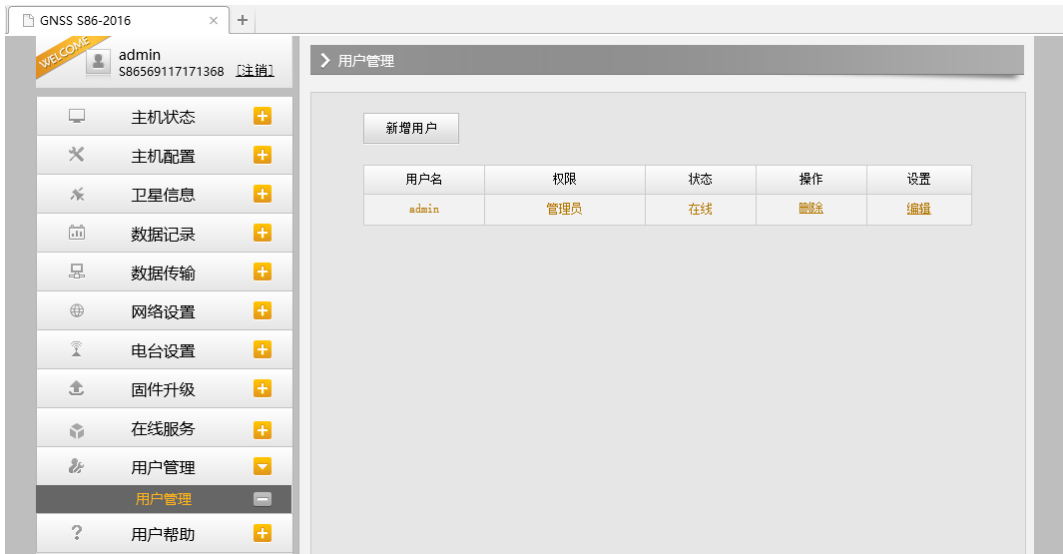 GNSS S86-2016
WELCOME
admin
S86569117171368 [注销]
主机状态
主机配置
卫星信息
数据记录
数据传输
网络设置
电台设置
固件升级
在线服务
用户管理
用户管理
用户帮助
用户管理
新增用户
用户名 权限 状态 操作 设置
admin 管理员 在线 删除 编辑